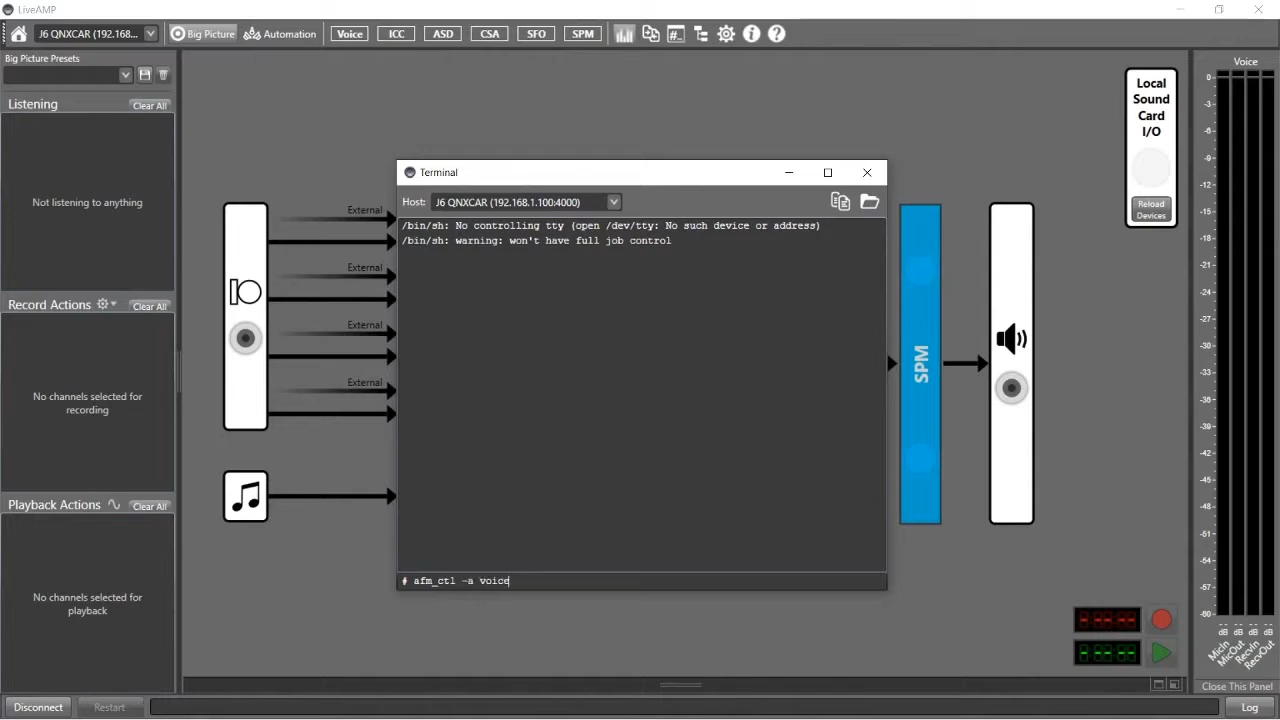 LiveAMP
J6 QNXCAR (192.168...
Big Picture
Automation
Voice
ICC
ASD
CSA
SFO
SPM
Big Picture Presets
Listening
Clear All
Not listening to anything
Record Actions
Clear All
No channels selected for
recording
Playback Actions
Clear All
No channels selected for
playback
External
External
External
External
Terminal
Host:
J6 QNXCAR (192.168.1.100:4000)
/bin/sh: No controlling tty (open /dev/tty: No such device or address)
/bin/sh: warning: won't have full job control
# afm_ctl -a voice
SPM
Local
Sound
Card
I/O
Reload
Devices
Voice
0-
-3-
-6-
-9-
-12-
-15-
-18-
-21-
-24-
-27-
-30-
-33-
-36-
-39-
-42-
-45-
-48-
-51-
-54-
-57-
-60-
-- -- -- --
dB dB dB dB
MicIn
MicOut
RecvIn
RecvOut
Close This Panel
Disconnect
Restart
Log